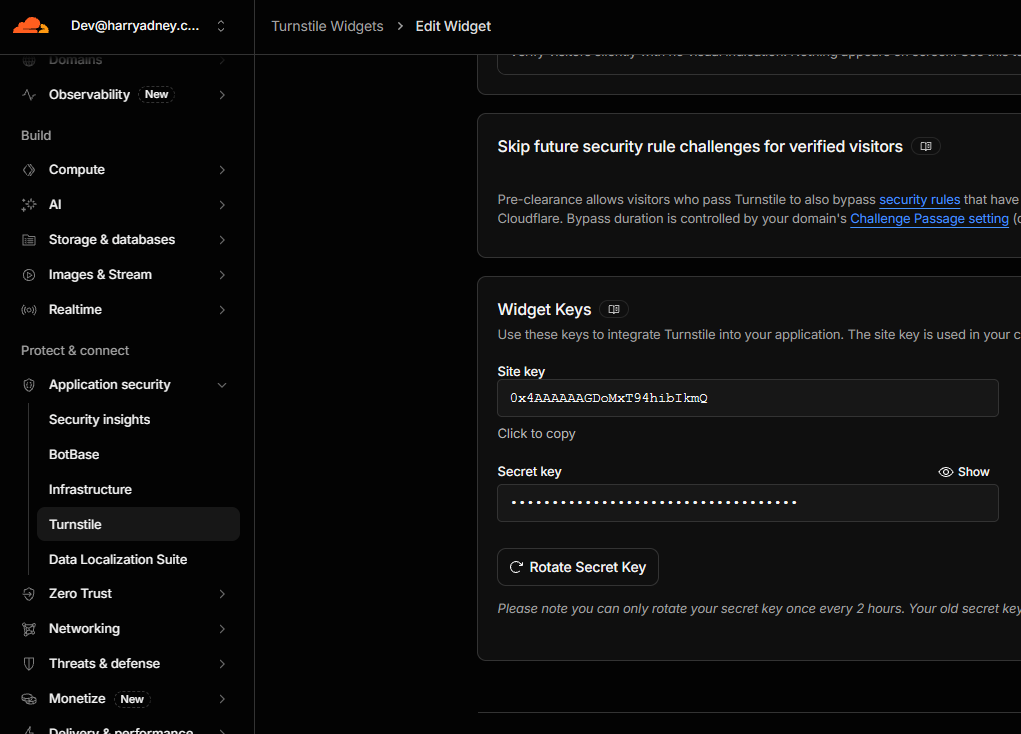 Dev@harryadney.c...
Turnstile Widgets > Edit Widget
Domains
Observability New
Build
Compute
AI
Storage & databases
Images & Stream
Realtime
Protect & connect
Application security
Security insights
BotBase
Infrastructure
Turnstile
Data Localization Suite
Zero Trust
Networking
Threats & defense
Monetize New
Delivery & performance
Skip future security rule challenges for verified visitors
Pre-clearance allows visitors who pass Turnstile to also bypass security rules that have
Cloudflare. Bypass duration is controlled by your domain's Challenge Passage setting (
Widget Keys
Use these keys to integrate Turnstile into your application. The site key is used in your c
Site key
0x4AAAAAAGDoMxT94hibIkmQ
Click to copy
Secret key
Show
•••••••••••••••••••••••••••••••••••
Rotate Secret Key
Please note you can only rotate your secret key once every 2 hours. Your old secret key